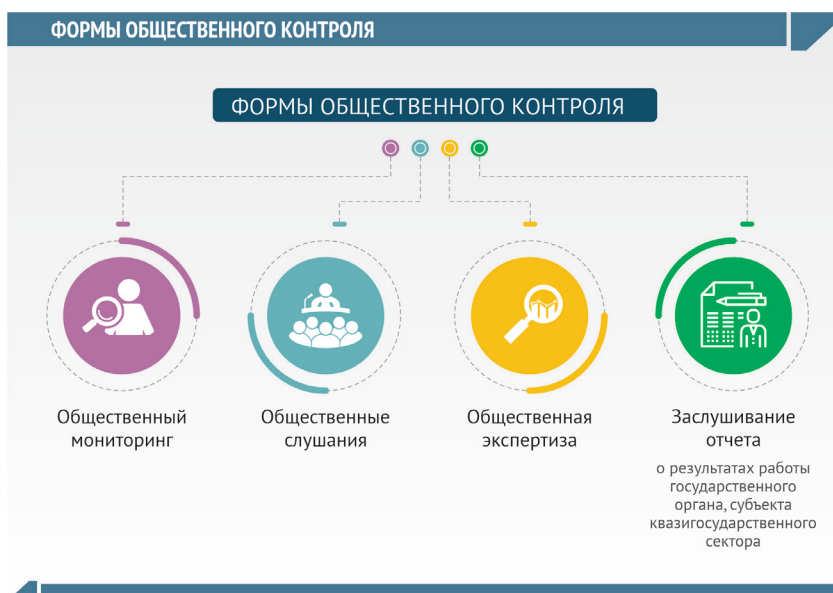 ФОРМЫ ОБЩЕСТВЕННОГО КОНТРОЛЯ
ФОРМЫ ОБЩЕСТВЕННОГО КОНТРОЛЯ
Общественный
мониторинг
Общественные
слушания
Общественная
экспертиза
Заслушивание
отчета
о результатах работы
государственного
органа, субъекта
квазигосударственного
сектора